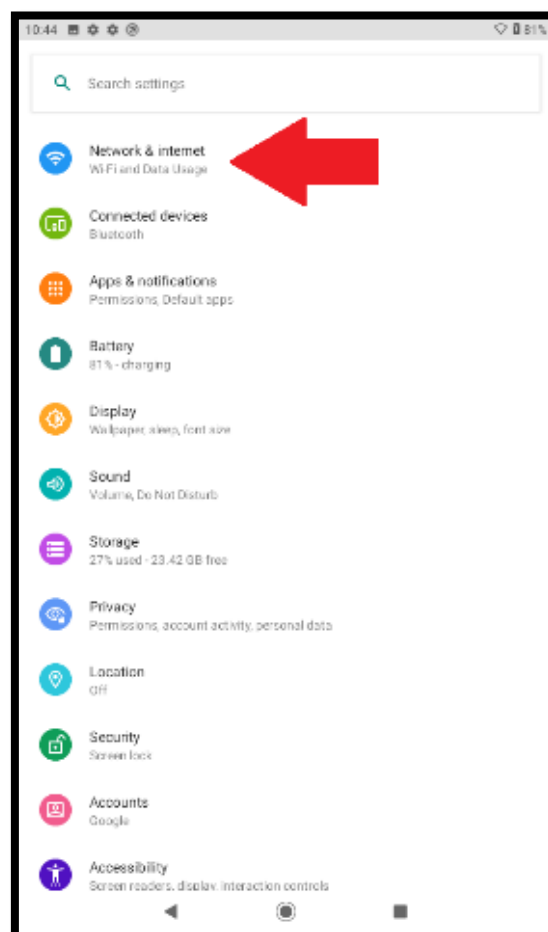 10:44
81%
Search settings
Network & internet
Wi-Fi and Data Usage
Connected devices
Bluetooth
Apps & notifications
Permissions, Default apps
Battery
81% - charging
Display
Wallpaper, sleep, font size
Sound
Volume, Do Not Disturb
Storage
27% used - 23.42 GB free
Privacy
Permissions, account activity, personal data
Location
Off
Security
Screen lock
Accounts
Google
Accessibility
Screen readers, display, interaction controls